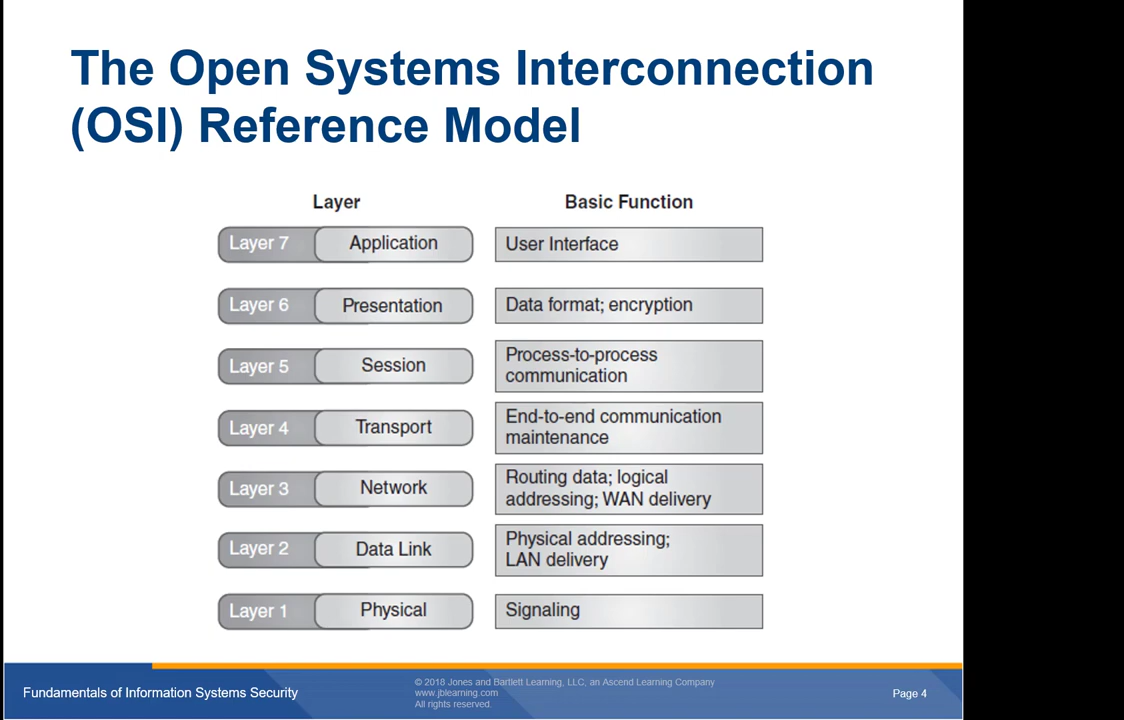 The Open Systems Interconnection
(OSI) Reference Model
Layer Basic Function
Layer 7 Application User Interface
Layer 6 Presentation Data format; encryption
Layer 5 Session Process-to-process
communication
Layer 4 Transport End-to-end communication
maintenance
Layer 3 Network Routing data; logical
addressing; WAN delivery
Layer 2 Data Link Physical addressing;
LAN delivery
Layer 1 Physical Signaling
Fundamentals of Information Systems Security
© 2018 Jones and Bartlett Learning, LLC, an Ascend Learning Company
www.jblearning.com
All rights reserved.
Page 4